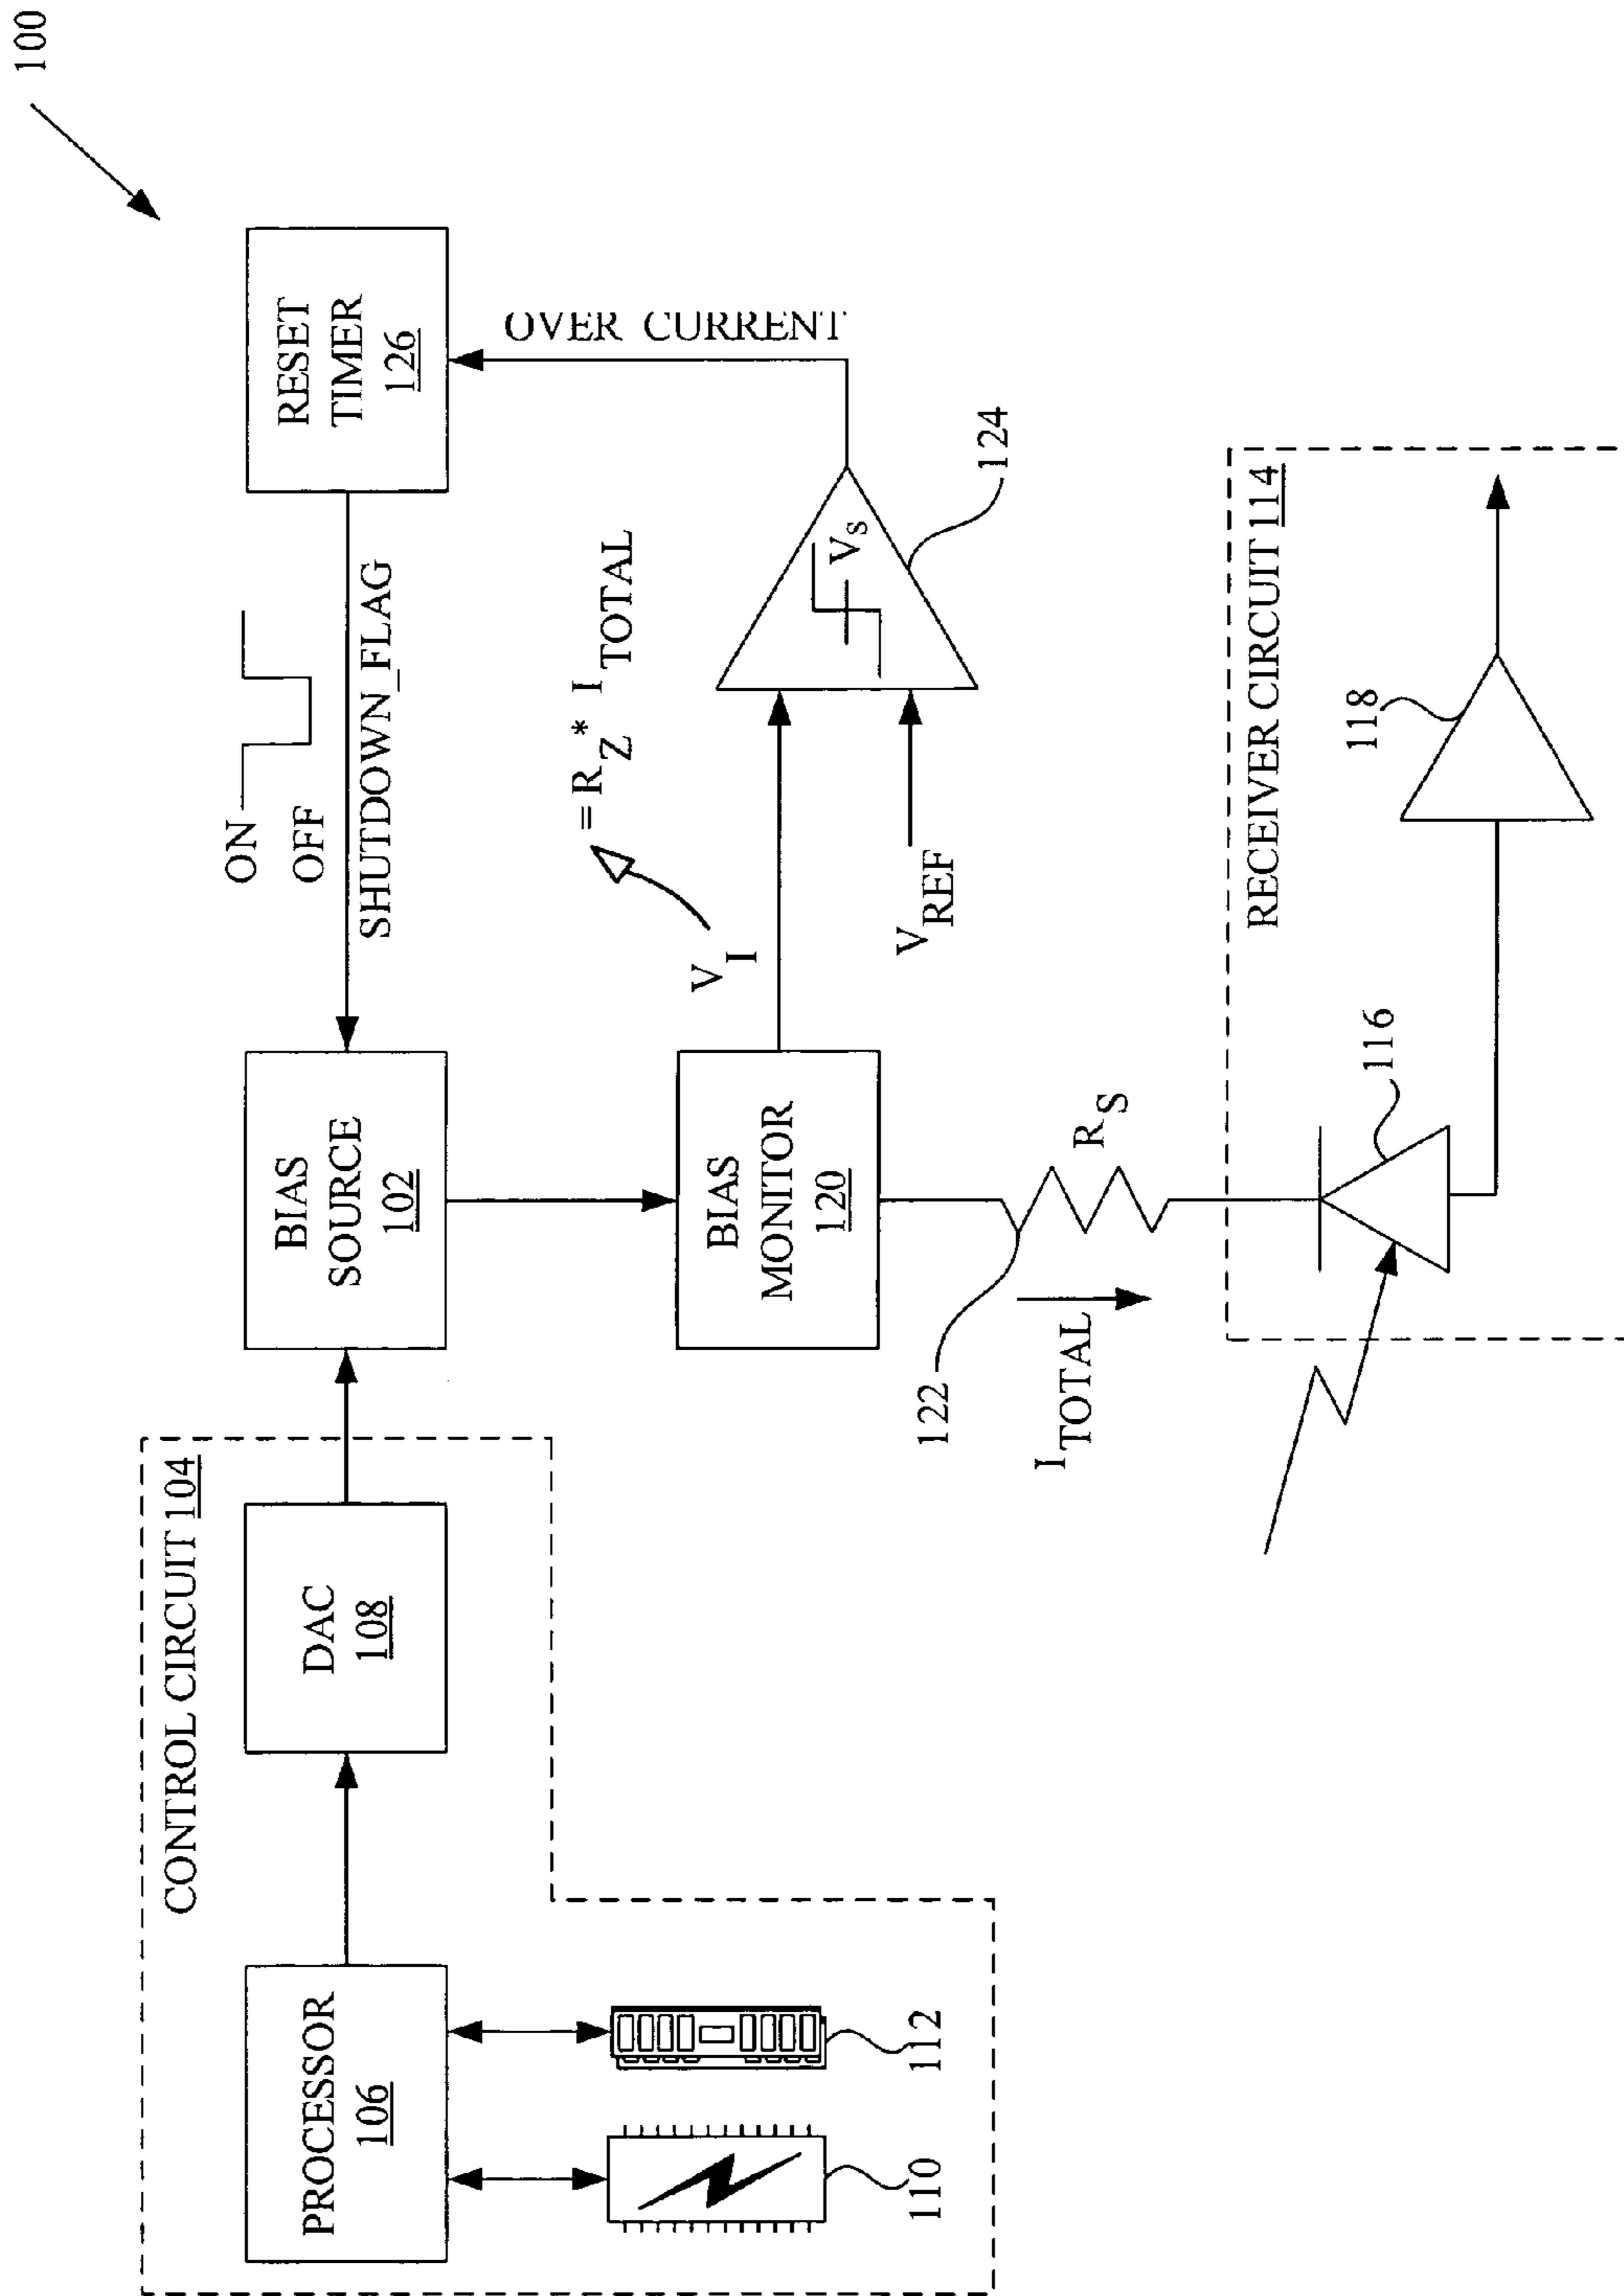 100
CONTROL CIRCUIT 104
PROCESSOR
106
DAC
108
BIAS
SOURCE
102
ON
OFF
SHUTDOWN_FLAG
RESET
TIMER
126
OVER CURRENT
110
112
BIAS
MONITOR
120
V_I
= R_Z * I_TOTAL
V_REF
V_S
124
122
R_S
I_TOTAL
RECEIVER CIRCUIT 114
116
118